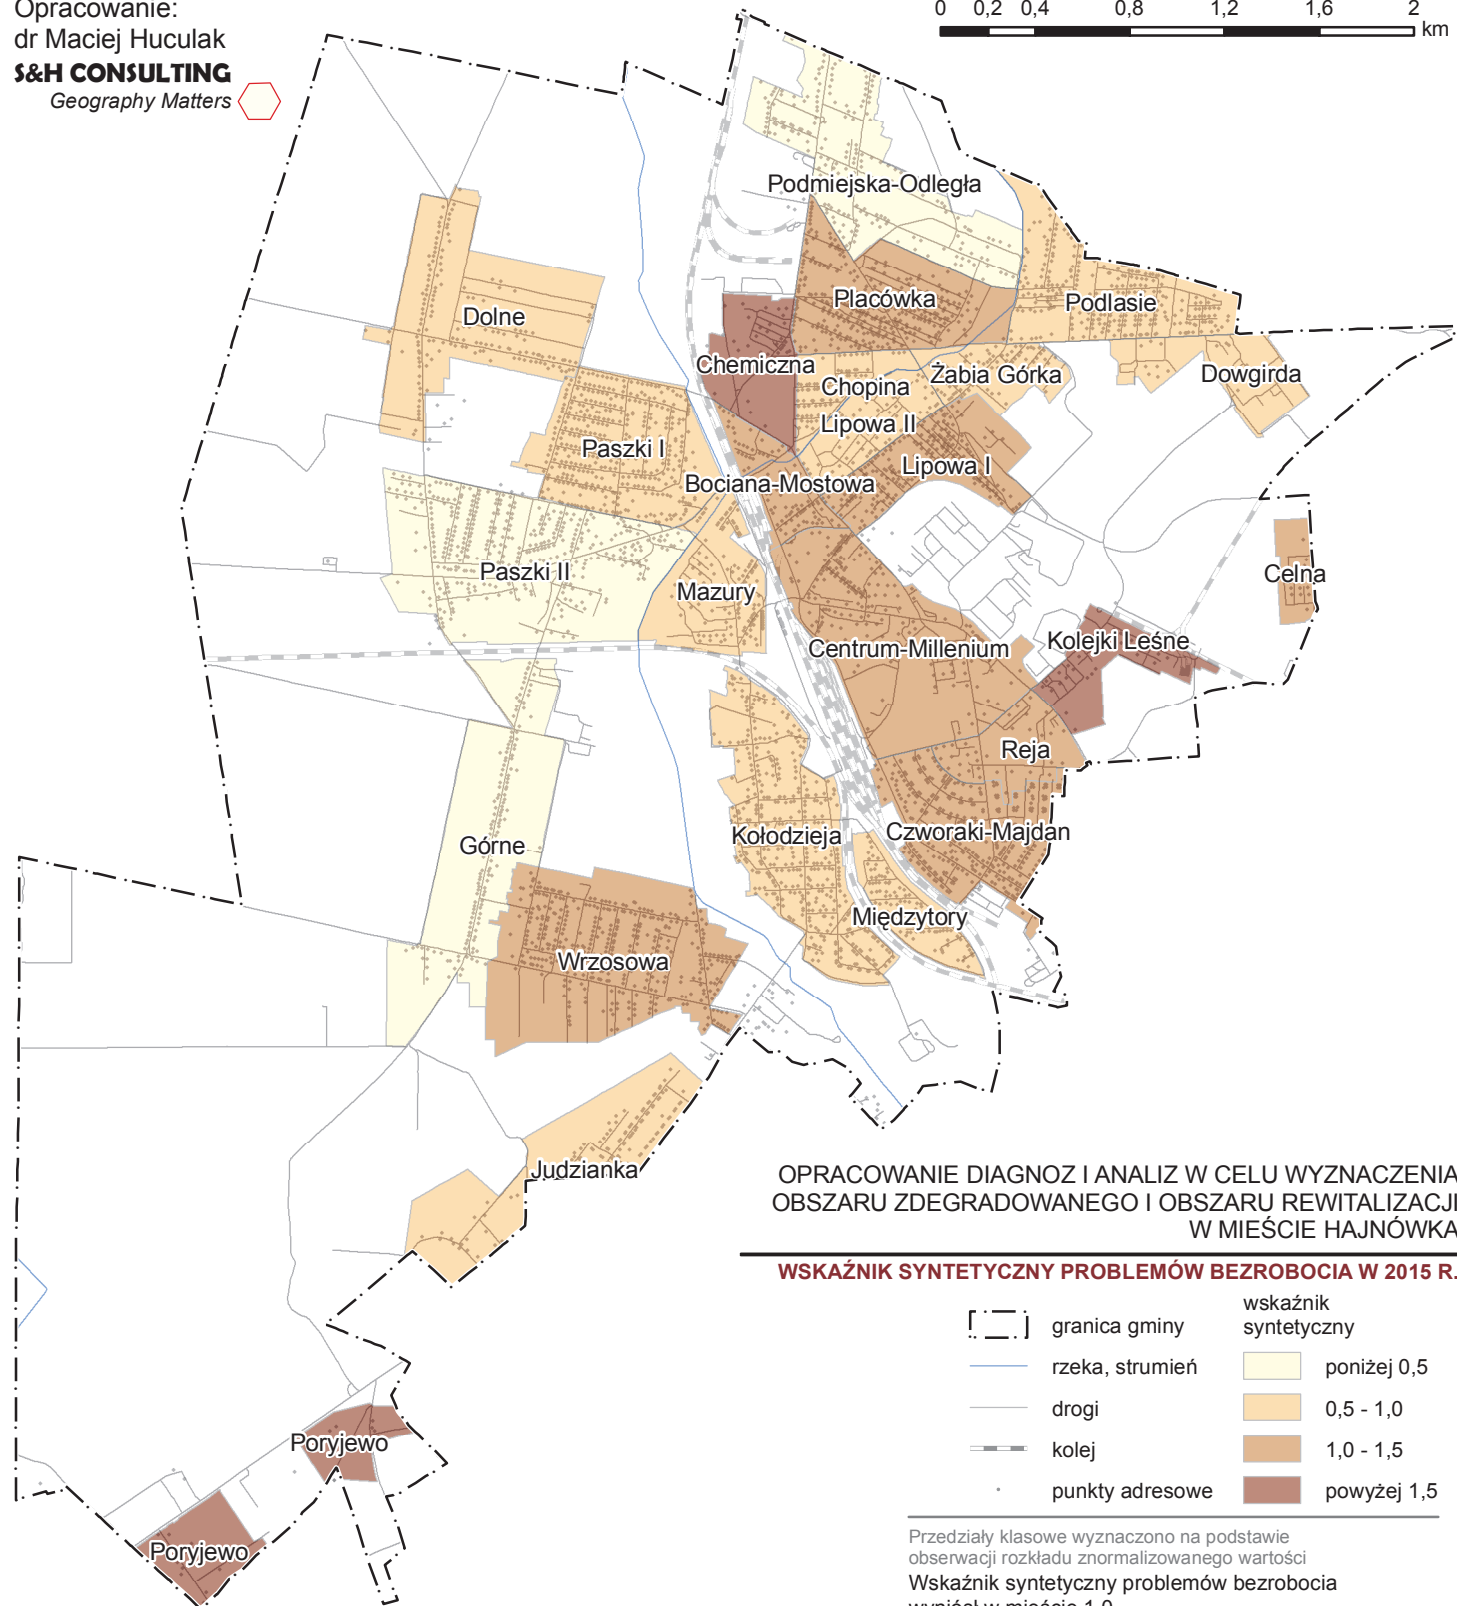 Opracowanie:
dr Maciej Huculak
S&H CONSULTING
Geography Matters
0 0,2 0,4 0,8 1,2 1,6 2
km
Podmiejska-Odległa
Placówka
Podlasie
Dolne
Chemiczna
Chopina
Żabia Górka
Dowgirda
Lipowa II
Paszki I
Lipowa I
Bociana-Mostowa
Paszki II
Mazury
Celna
Centrum-Millenium
Kolejki Leśne
Reja
Górne
Kołodzieja
Czworaki-Majdan
Międzytory
Wrzosowa
Judzianka
Poryjewo
Poryjewo
OPRACOWANIE DIAGNOZ I ANALIZ W CELU WYZNACZENIA
OBSZARU ZDEGRADOWANEGO I OBSZARU REWITALIZACJI
W MIEŚCIE HAJNÓWKA
WSKAŹNIK SYNTETYCZNY PROBLEMÓW BEZROBOCIA W 2015 R.
granica gminy
rzeka, strumień
drogi
kolej
punkty adresowe
wskaźnik
syntetyczny
poniżej 0,5
0,5 - 1,0
1,0 - 1,5
powyżej 1,5
Przedziały klasowe wyznaczono na podstawie
obserwacji rozkładu znormalizowanego wartości
Wskaźnik syntetyczny problemów bezrobocia
wyniósł w mieście 1,0